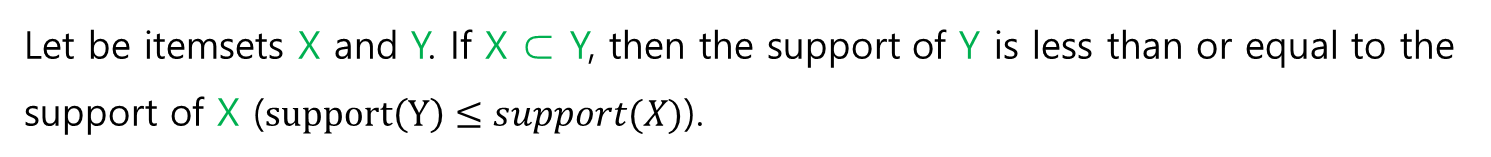 Let be itemsets X and Y. If X ⊂ Y, then the support of Y is less than or equal to the
support of X (support(Y) ≤ support(X)).